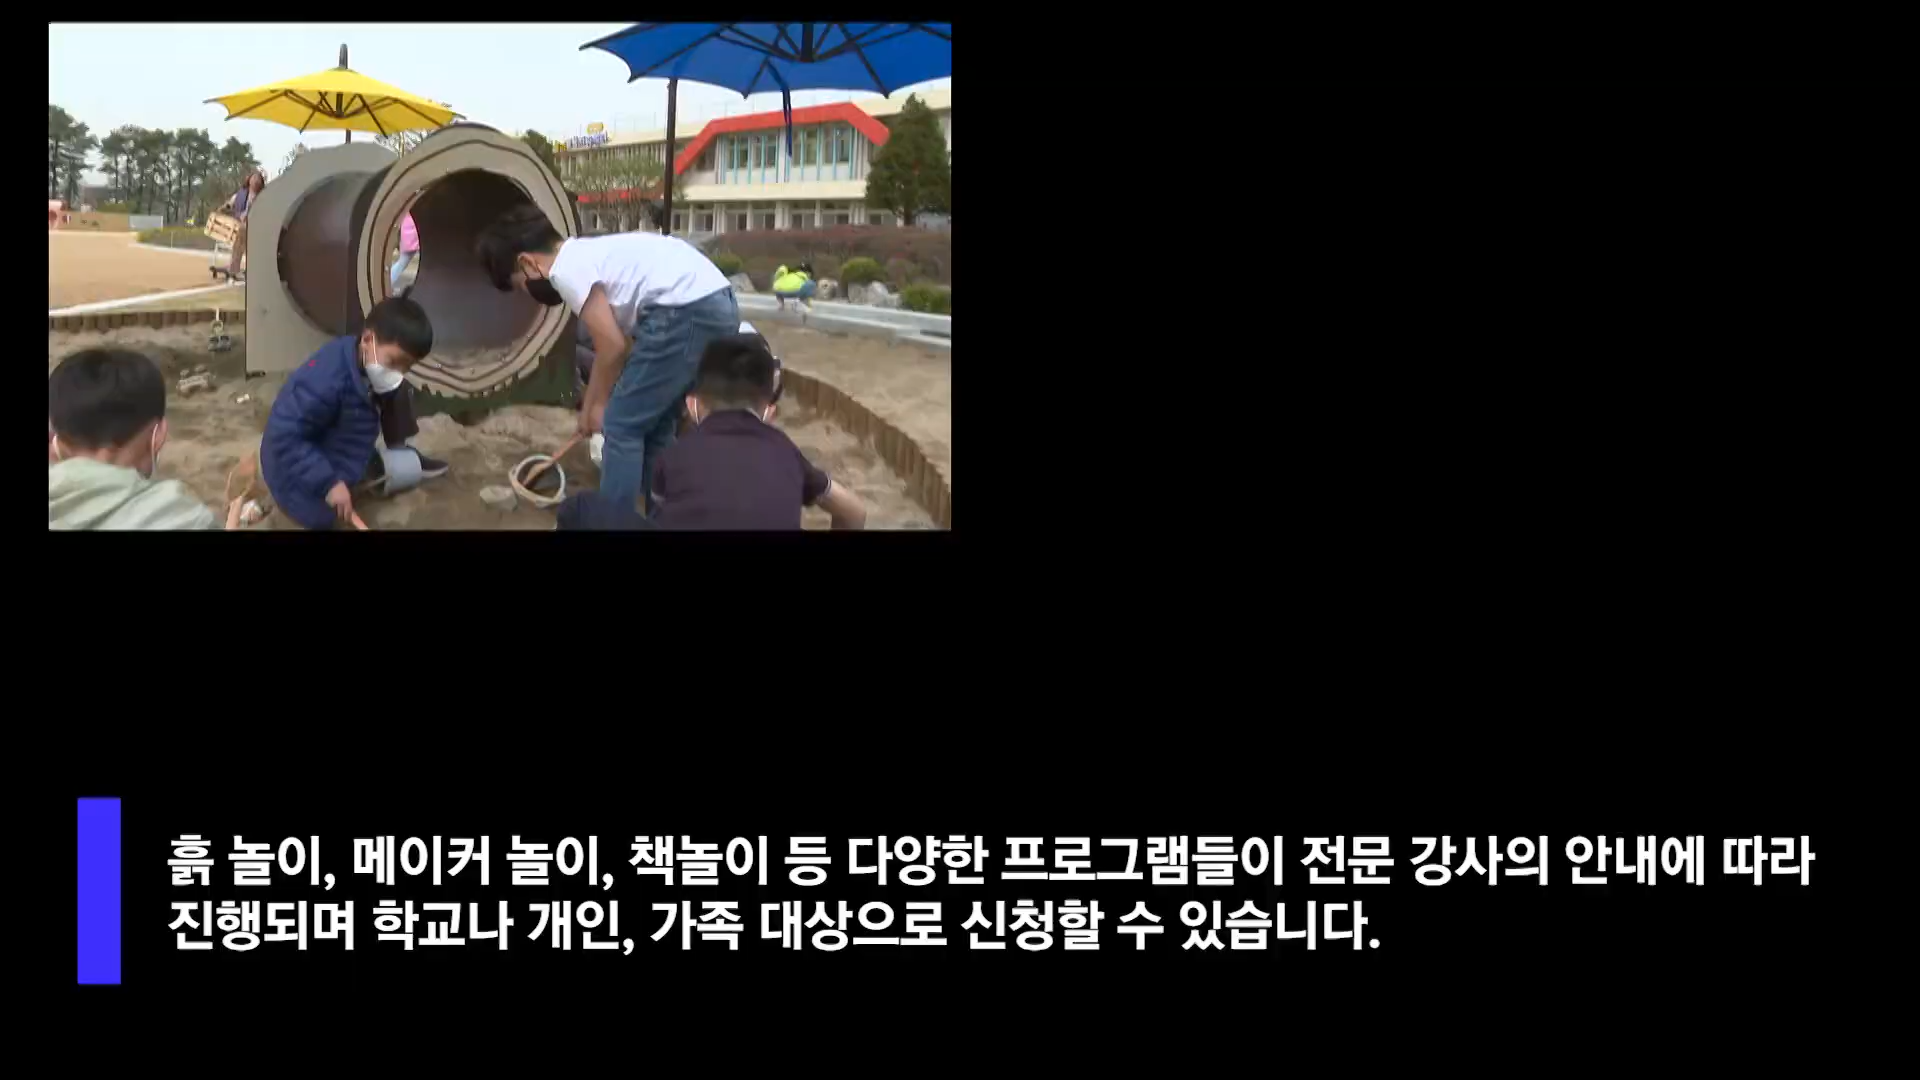 흙 놀이, 메이커 놀이, 책놀이 등 다양한 프로그램들이 전문 강사의 안내에 따라
진행되며 학교나 개인, 가족 대상으로 신청할 수 있습니다.